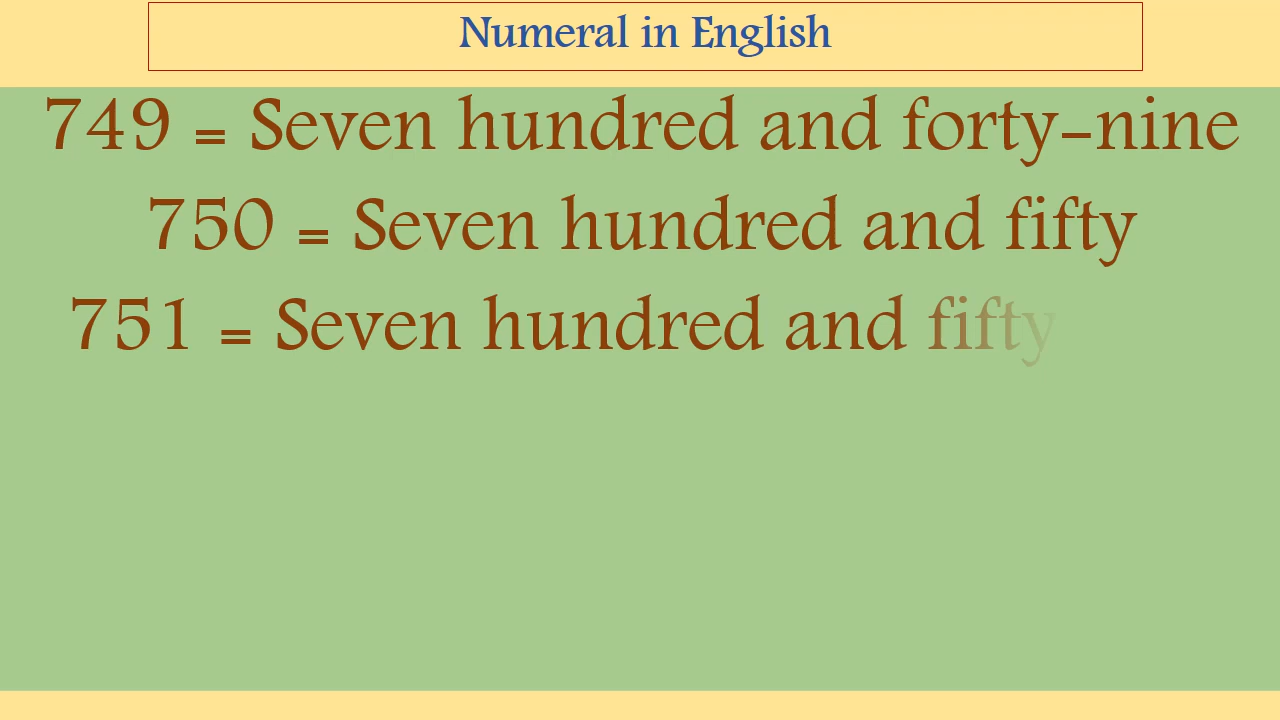 Numeral in English
749 = Seven hundred and forty-nine
750 = Seven hundred and fifty
751 = Seven hundred and fifty